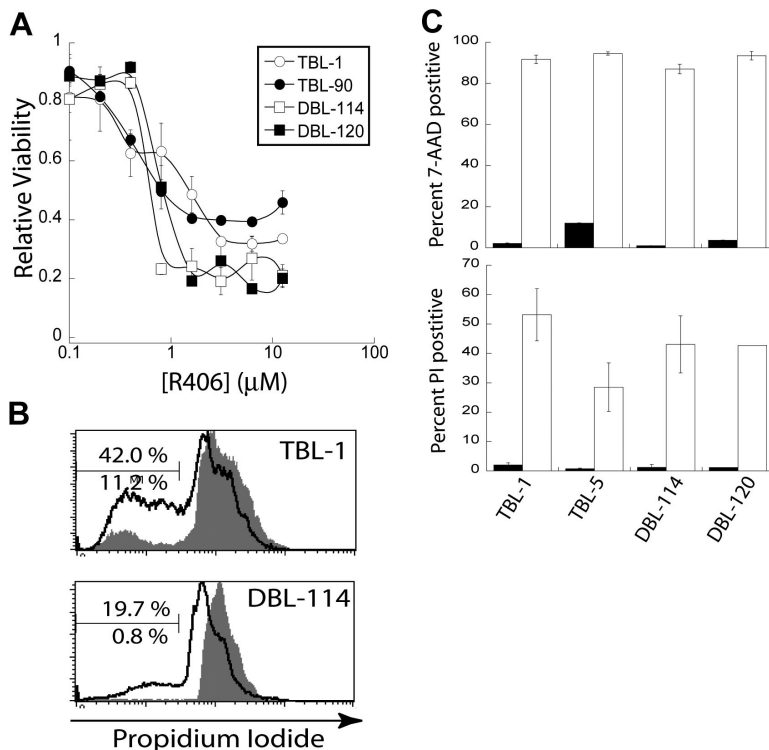 A
Relative Viability
1
0.8
0.6
0.4
0.2
0
0.1
1
10
100
[R406] (µM)
TBL-1
TBL-90
DBL-114
DBL-120
B
TBL-1
42.0 %
11.2 %
M1
DBL-114
19.7 %
0.8 %
Propidium Iodide
C
Percent 7-AAD postitive
100
80
60
40
20
0
Percent PI postitive
70
60
50
40
30
20
10
0
TBL-1
TBL-5
DBL-114
DBL-120